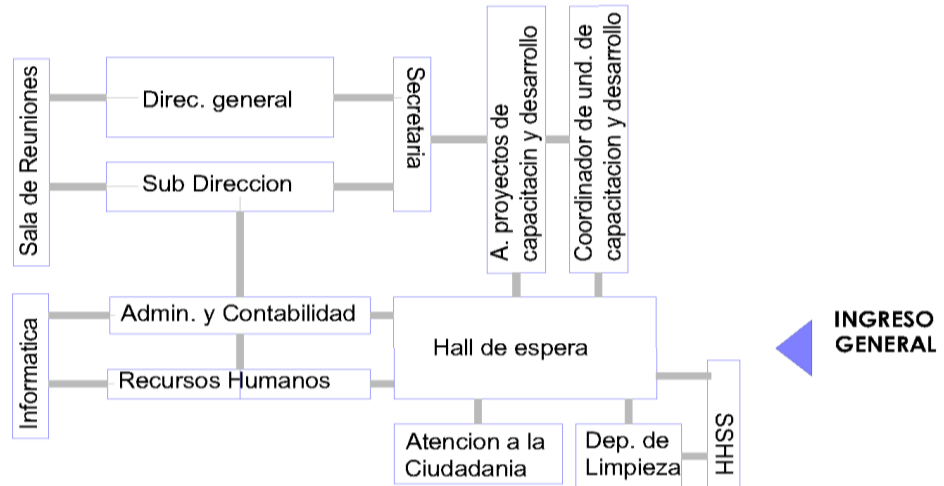 Sala de Reuniones
Direc. general
Sub Direccion
Secretaria
A. proyectos de
capacitacin y desarrollo
Coordinador de und. de
capacitacion y desarrollo
Informatica
Admin. y Contabilidad
Recursos Humanos
Hall de espera
INGRESO
GENERAL
Atencion a la
Ciudadania
Dep. de
Limpieza
HHSS